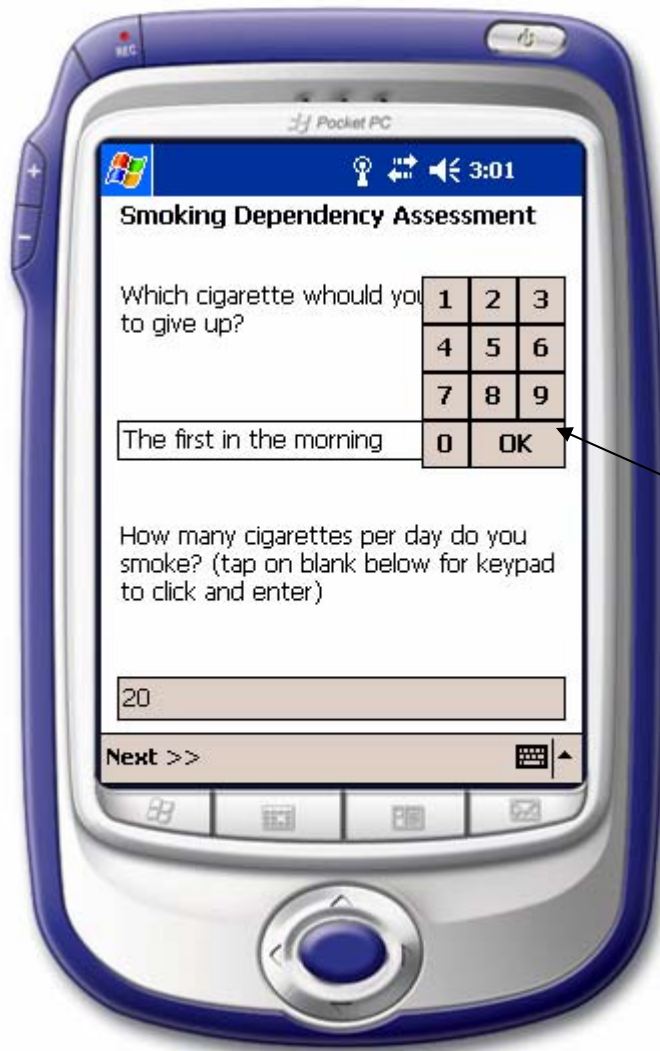 REC
Pocket PC
3:01
Smoking Dependency Assessment
Which cigarette whould you
to give up?
1 2 3
4 5 6
7 8 9
The first in the morning
0 OK
How many cigarettes per day do you
smoke? (tap on blank below for keypad
to click and enter)
20
Next >>